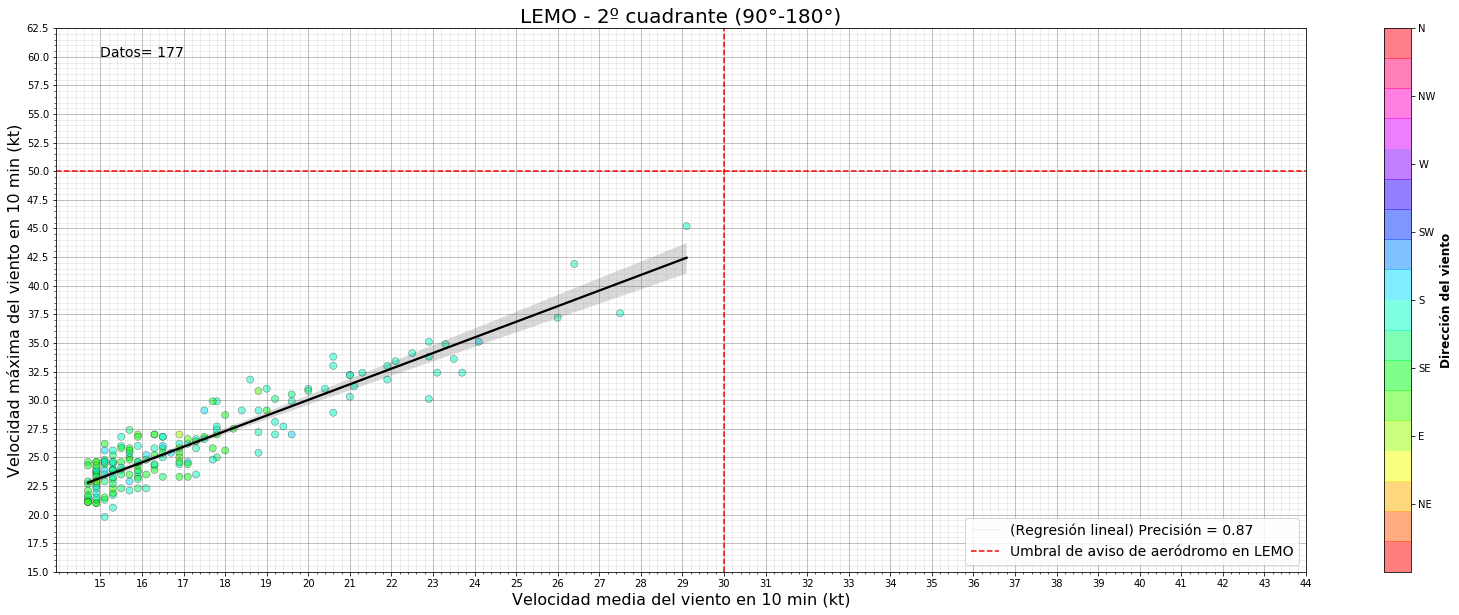 LEMO - 2º cuadrante (90°-180°)
Datos= 177
Velocidad máxima del viento en 10 min (kt)
62.5
60.0
57.5
55.0
52.5
50.0
47.5
45.0
42.5
40.0
37.5
35.0
32.5
30.0
27.5
25.0
22.5
20.0
17.5
15.0
15 16 17 18 19 20 21 22 23 24 25 26 27 28 29 30 31 32 33 34 35 36 37 38 39 40 41 42 43 44
Velocidad media del viento en 10 min (kt)
(Regresión lineal) Precisión = 0.87
Umbral de aviso de aeródromo en LEMO
N
NW
W
SW
S
SE
E
NE
Dirección del viento